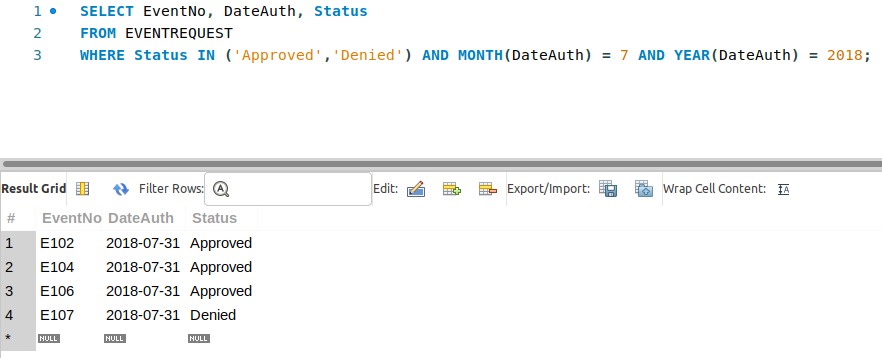 1 SELECT EventNo, DateAuth, Status
2 FROM EVENTREQUEST
3 WHERE Status IN ('Approved','Denied') AND MONTH(DateAuth) = 7 AND YEAR(DateAuth) = 2018;
Result Grid Filter Rows: A Edit: Export/Import: Wrap Cell Content: IA
# EventNo DateAuth Status
1 E102 2018-07-31 Approved
2 E104 2018-07-31 Approved
3 E106 2018-07-31 Approved
4 E107 2018-07-31 Denied
* NULL NULL NULL